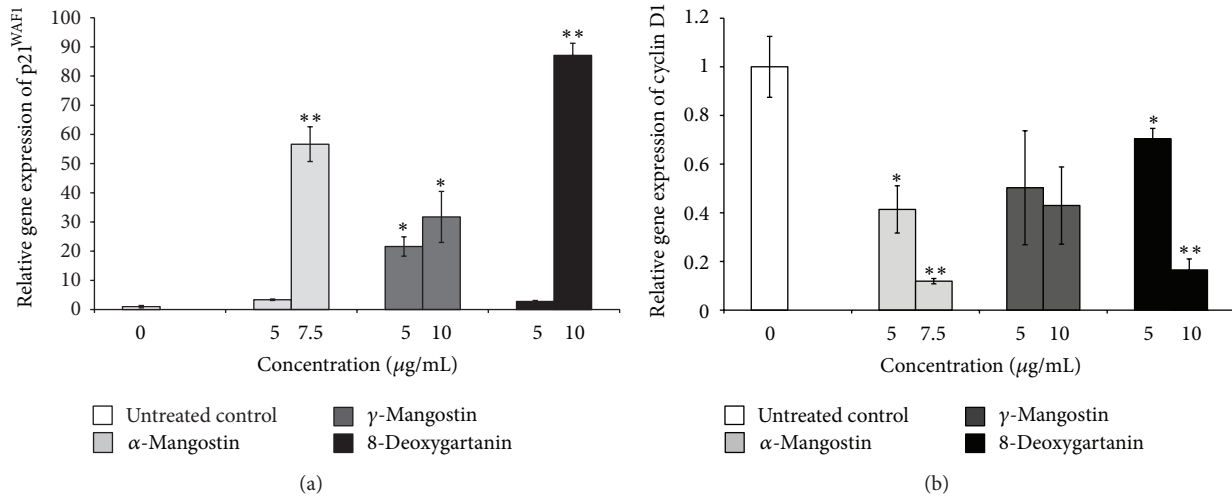 Relative gene expression of p21^WAF1
100
90
80
70
60
50
40
30
20
10
0
**
*
*
**
0
5 7.5
5 10
5 10
Concentration (μg/mL)
Untreated control
γ-Mangostin
α-Mangostin
8-Deoxygartanin
(a)
Relative gene expression of cyclin D1
1.2
1
0.8
0.6
0.4
0.2
0
*
**
*
**
0
5 7.5
5 10
5 10
Concentration (μg/mL)
Untreated control
γ-Mangostin
α-Mangostin
8-Deoxygartanin
(b)